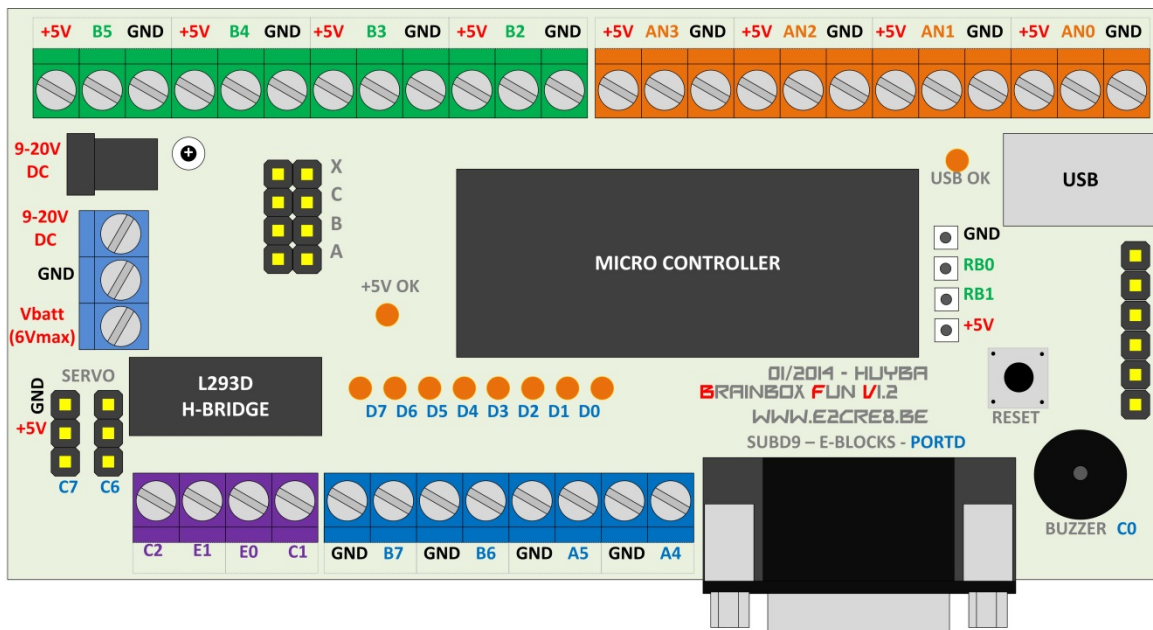 +5V B5 GND +5V B4 GND +5V B3 GND +5V B2 GND +5V AN3 GND +5V AN2 GND +5V AN1 GND +5V AN0 GND
9-20V
DC
X
C
B
A
USB OK
USB
9-20V
DC
GND
Vbatt
(6Vmax)
MICRO CONTROLLER
GND
RB0
RB1
+5V
+5V OK
SERVO
GND
+5V
C7 C6
L293D
H-BRIDGE
D7 D6 D5 D4 D3 D2 D1 D0
01/2014 - HUYBA
BRAINBOX FUN V1.2
WWW.E2CRE8.BE
SUBD9 – E-BLOCKS - PORTD
RESET
BUZZER C0
C2 E1 E0 C1
GND B7 GND B6 GND A5 GND A4